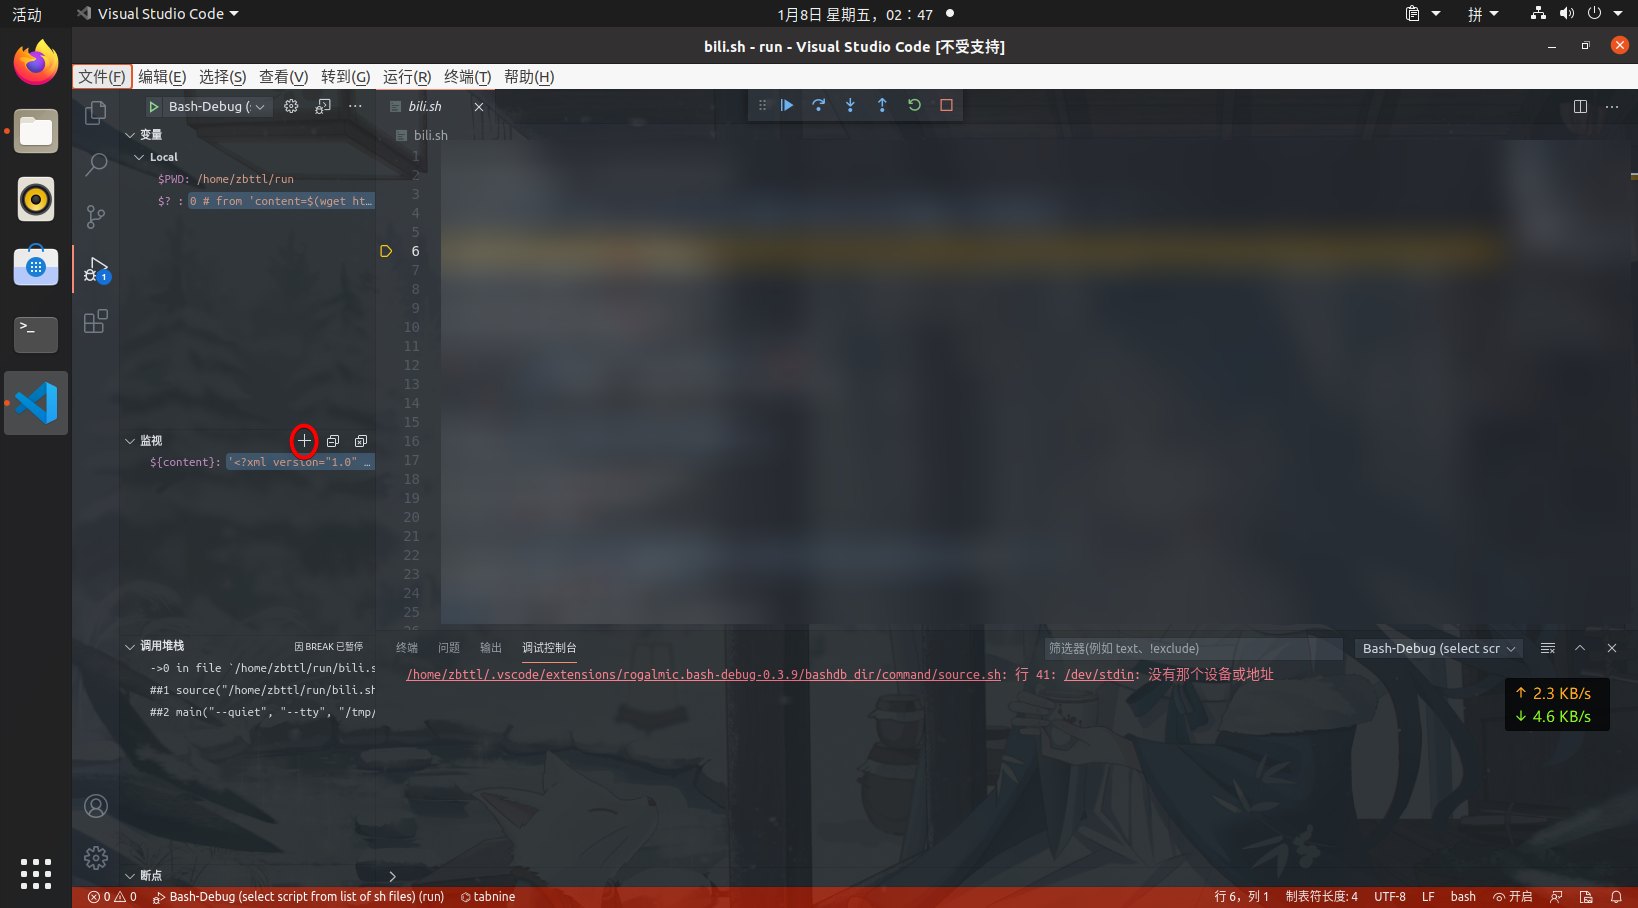 活动
Visual Studio Code
1月8日 星期五，02：47
拼
bili.sh - run - Visual Studio Code [不受支持]
文件(F) 编辑(E) 选择(S) 查看(V) 转到(G) 运行(R) 终端(T) 帮助(H)
Bash-Debug (
bili.sh
变量
bili.sh
Local
$PWD: /home/zbttl/run
$? : 0 # from 'content=$(wget ht…
1
2
3
4
5
6
7
8
9
10
11
12
13
14
15
16
17
18
19
20
21
22
23
24
25
监视
${content}: '<?xml version="1.0" …
调用堆栈
因 BREAK 已暂停
->0 in file `/home/zbttl/run/bili.s
##1 source("/home/zbttl/run/bili.sh
##2 main("--quiet", "--tty", "/tmp/
终端 问题 输出 调试控制台
筛选器(例如 text、!exclude)
Bash-Debug (select scr
/home/zbttl/.vscode/extensions/rogalmic.bash-debug-0.3.9/bashdb_dir/command/source.sh: 行 41: /dev/stdin: 没有那个设备或地址
↑ 2.3 KB/s
↓ 4.6 KB/s
断点
0 0 Bash-Debug (select script from list of sh files) (run) tabnine
行 6，列 1 制表符长度: 4 UTF-8 LF bash 开启